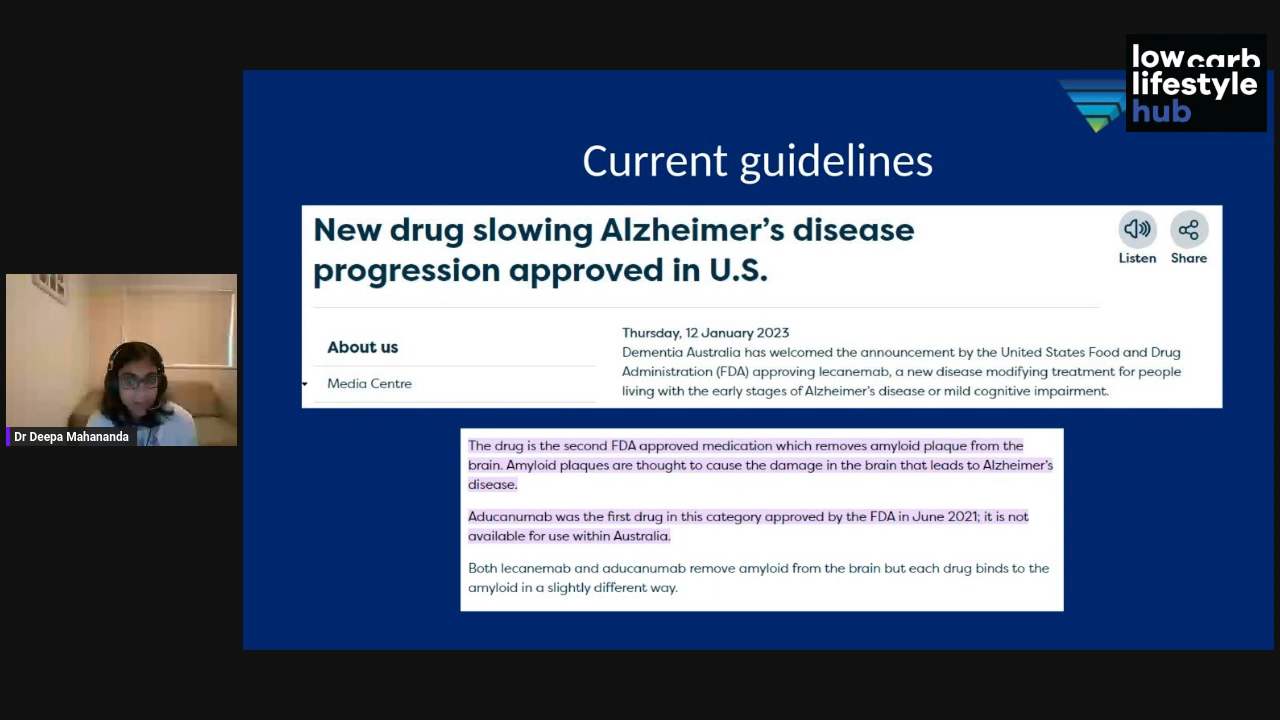 low carb
lifestyle
hub
Current guidelines
New drug slowing Alzheimer's disease
progression approved in U.S.
Listen
Share
About us
Media Centre
Thursday, 12 January 2023
Dementia Australia has welcomed the announcement by the United States Food and Drug
Administration (FDA) approving lecanemab, a new disease modifying treatment for people
living with the early stages of Alzheimer's disease or mild cognitive impairment.
The drug is the second FDA approved medication which removes amyloid plaque from the
brain. Amyloid plaques are thought to cause the damage in the brain that leads to Alzheimer's
disease.
Aducanumab was the first drug in this category approved by the FDA in June 2021; it is not
available for use within Australia.
Both lecanemab and aducanumab remove amyloid from the brain but each drug binds to the
amyloid in a slightly different way.
Dr Deepa Mahananda